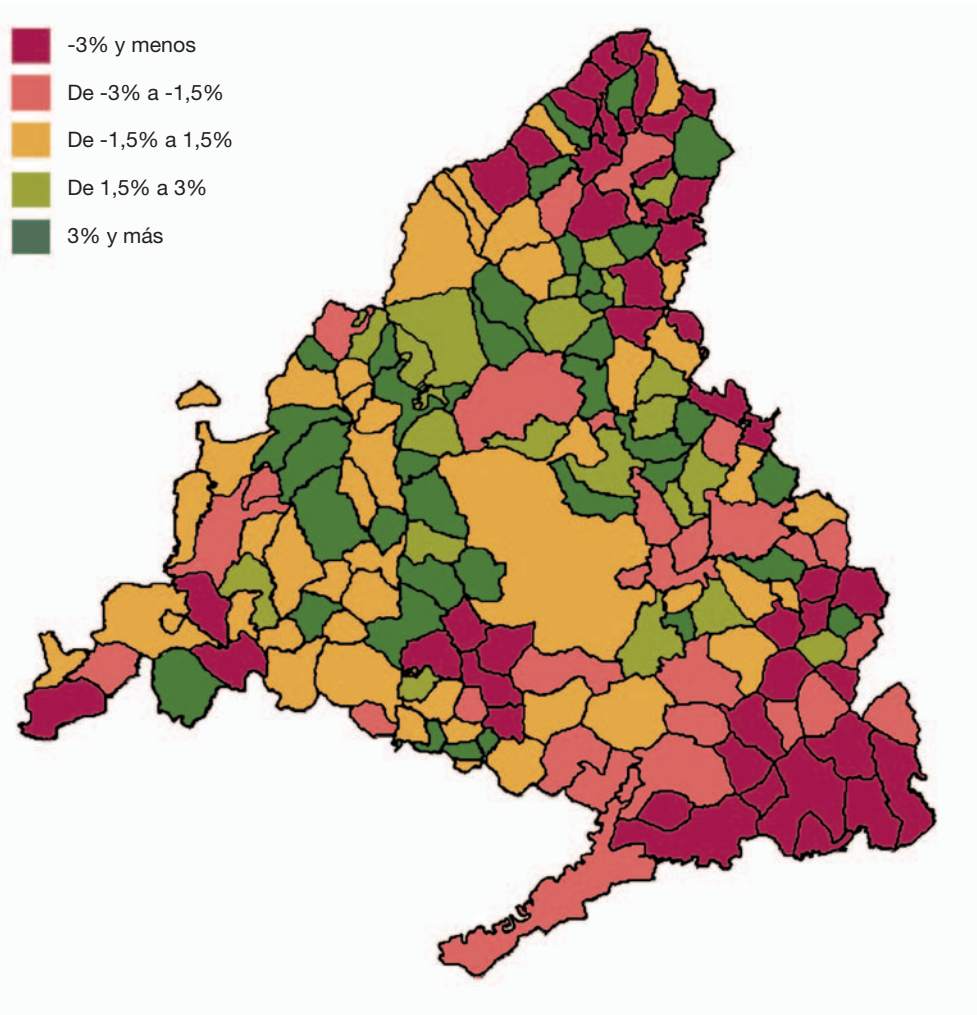 -3% y menos
De -3% a -1,5%
De -1,5% a 1,5%
De 1,5% a 3%
3% y más